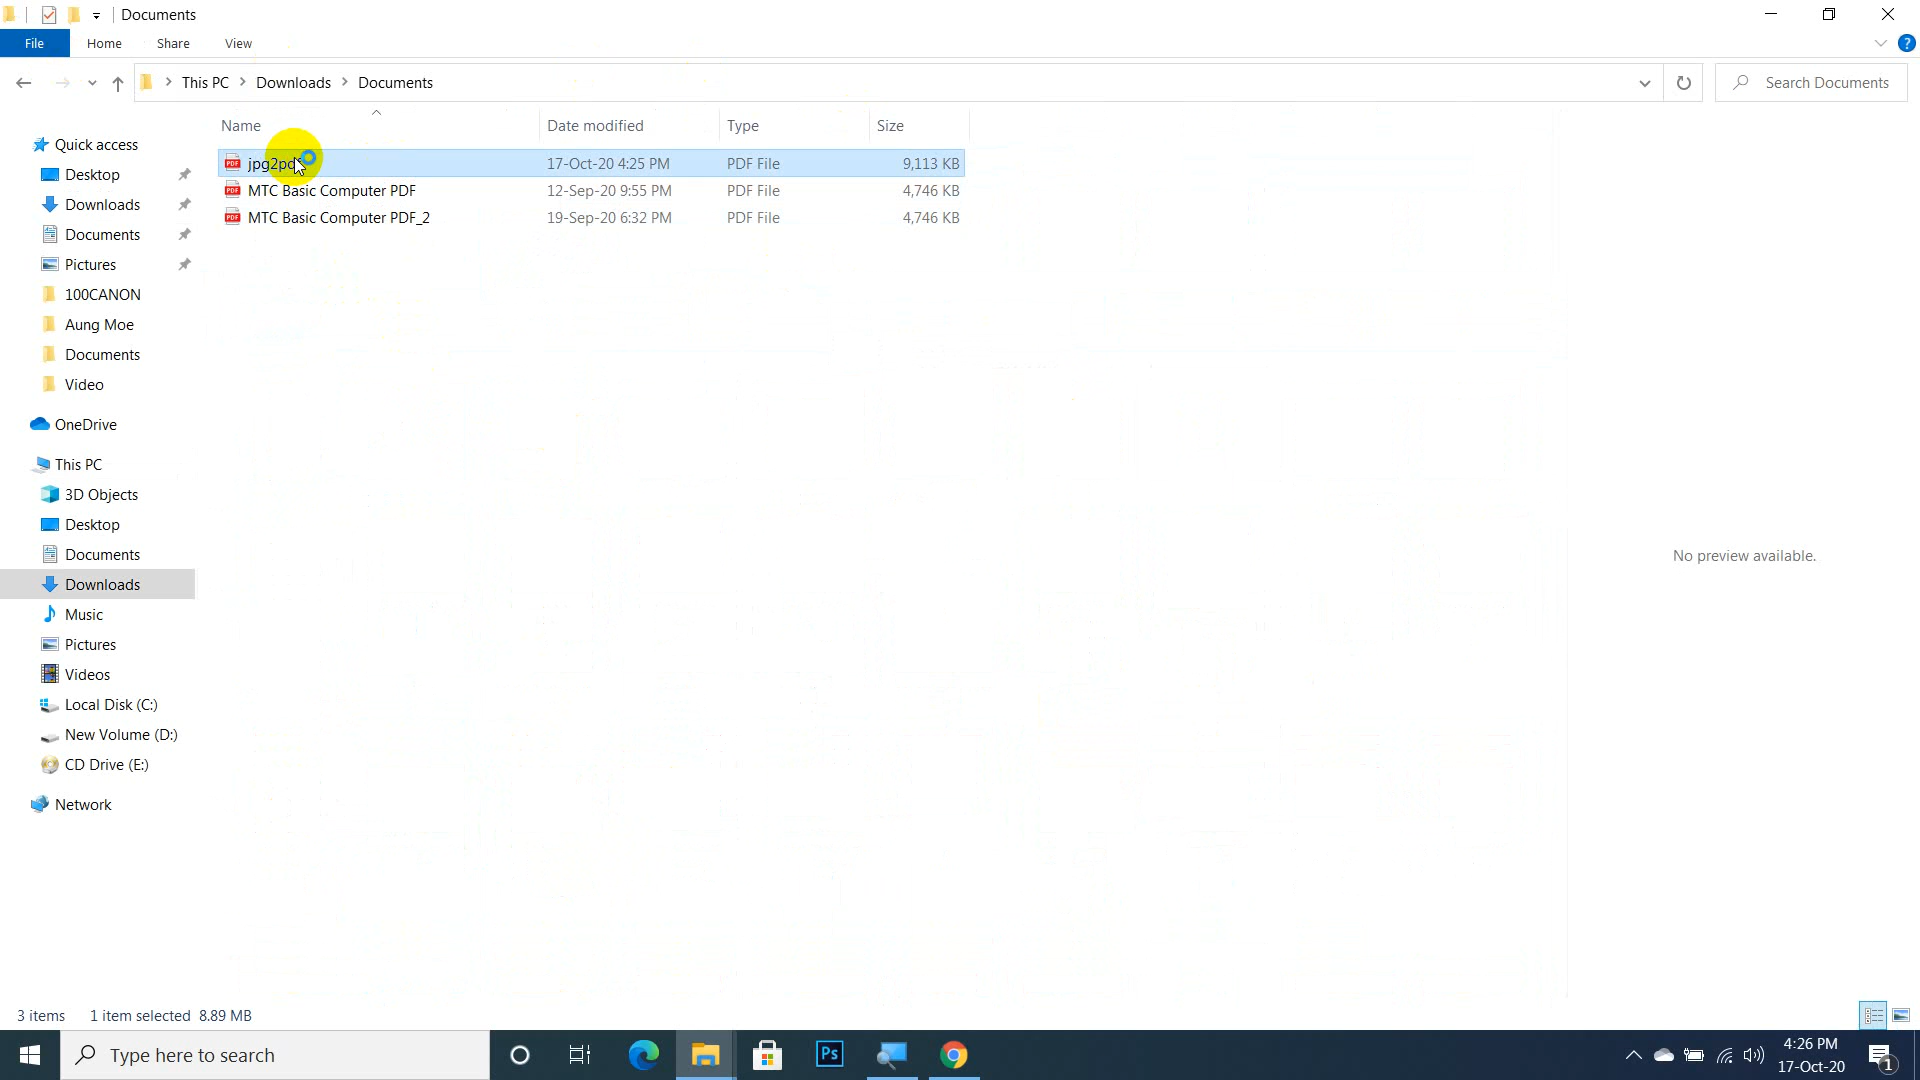 Documents
File Home Share View
This PC Downloads Documents
Search Documents
Name Date modified Type Size
17-Oct-20 4:25 PM PDF File 9,113 KB
MTC Basic Computer PDF 12-Sep-20 9:55 PM PDF File 4,746 KB
MTC Basic Computer PDF_2 19-Sep-20 6:32 PM PDF File 4,746 KB
Quick access
Desktop
Downloads
Documents
Pictures
100CANON
Aung Moe
Documents
Video
OneDrive
This PC
3D Objects
Desktop
Documents
Downloads
Music
Pictures
Videos
Local Disk (C:)
New Volume (D:)
CD Drive (E:)
Network
No preview available.
3 items 1 item selected 8.89 MB
Type here to search
Ps
4:26 PM
17-Oct-20
1